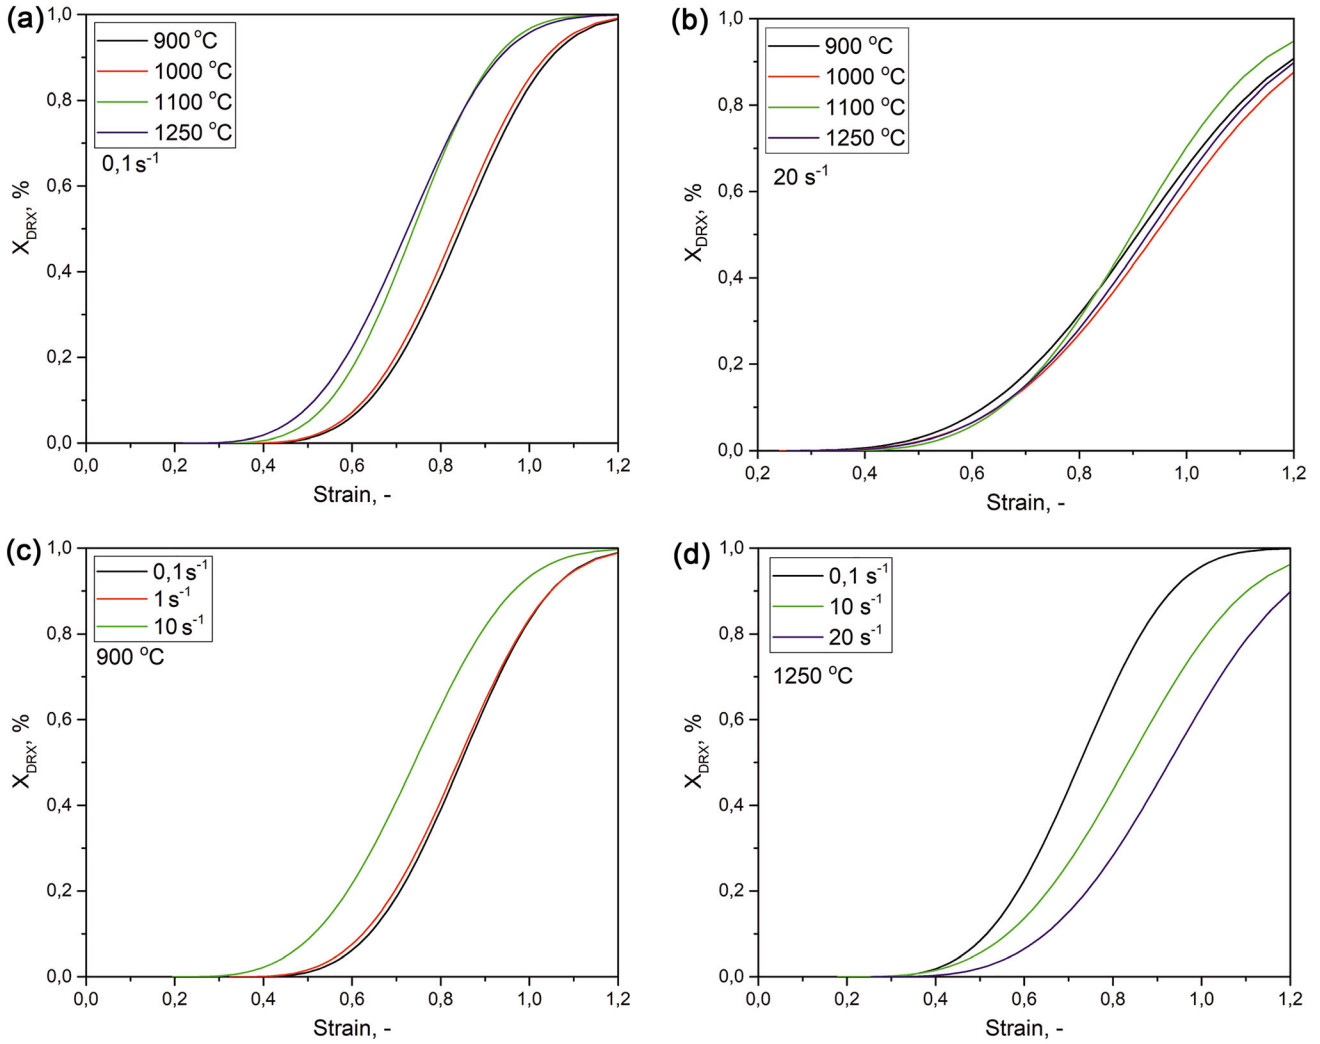 (a)
1,0
0,8
0,6
0,4
0,2
0,0
X_DRX, %
900 °C
1000 °C
1100 °C
1250 °C
0,1 s⁻¹
0,0 0,2 0,4 0,6 0,8 1,0 1,2
Strain, -
(b)
1,0
0,8
0,6
0,4
0,2
0,0
X_DRX, %
900 °C
1000 °C
1100 °C
1250 °C
20 s⁻¹
0,2 0,4 0,6 0,8 1,0 1,2
Strain, -
(c)
1,0
0,8
0,6
0,4
0,2
0,0
X_DRX, %
0,1 s⁻¹
1 s⁻¹
10 s⁻¹
900 °C
0,0 0,2 0,4 0,6 0,8 1,0 1,2
Strain, -
(d)
1,0
0,8
0,6
0,4
0,2
0,0
X_DRX, %
0,1 s⁻¹
10 s⁻¹
20 s⁻¹
1250 °C
0,0 0,2 0,4 0,6 0,8 1,0 1,2
Strain, -